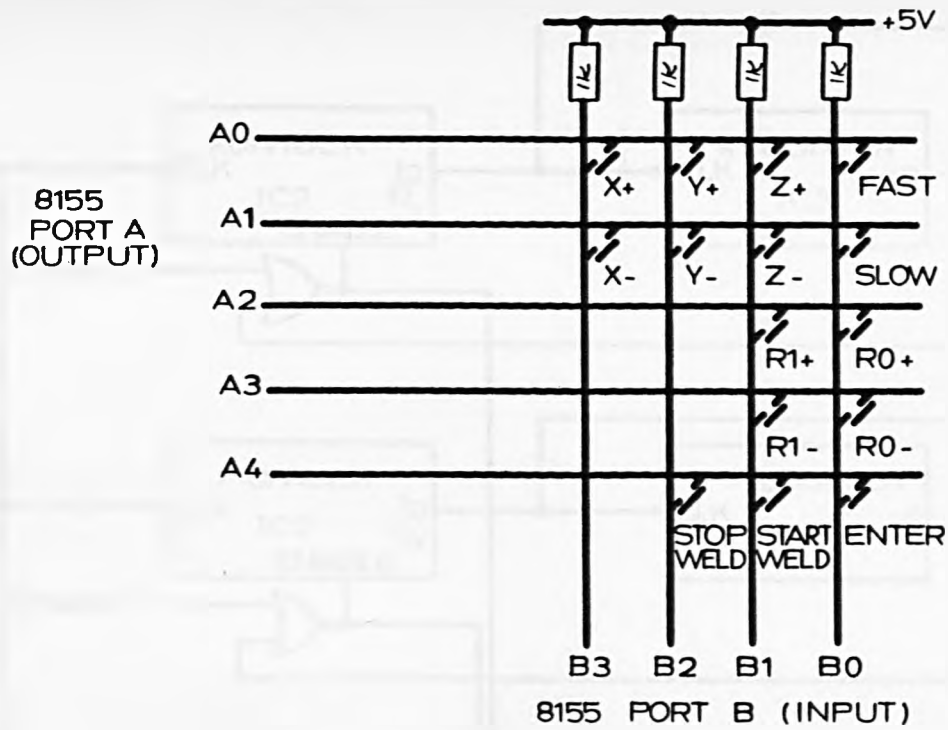 +5V
1K 1K 1K 1K
A0
X+ Y+ Z+ FAST
8155
PORT A
(OUTPUT)
A1
X- Y- Z- SLOW
A2
R1+ R0+
A3
R1- R0-
A4
STOP START ENTER
WELD WELD
B3 B2 B1 B0
8155 PORT B (INPUT)